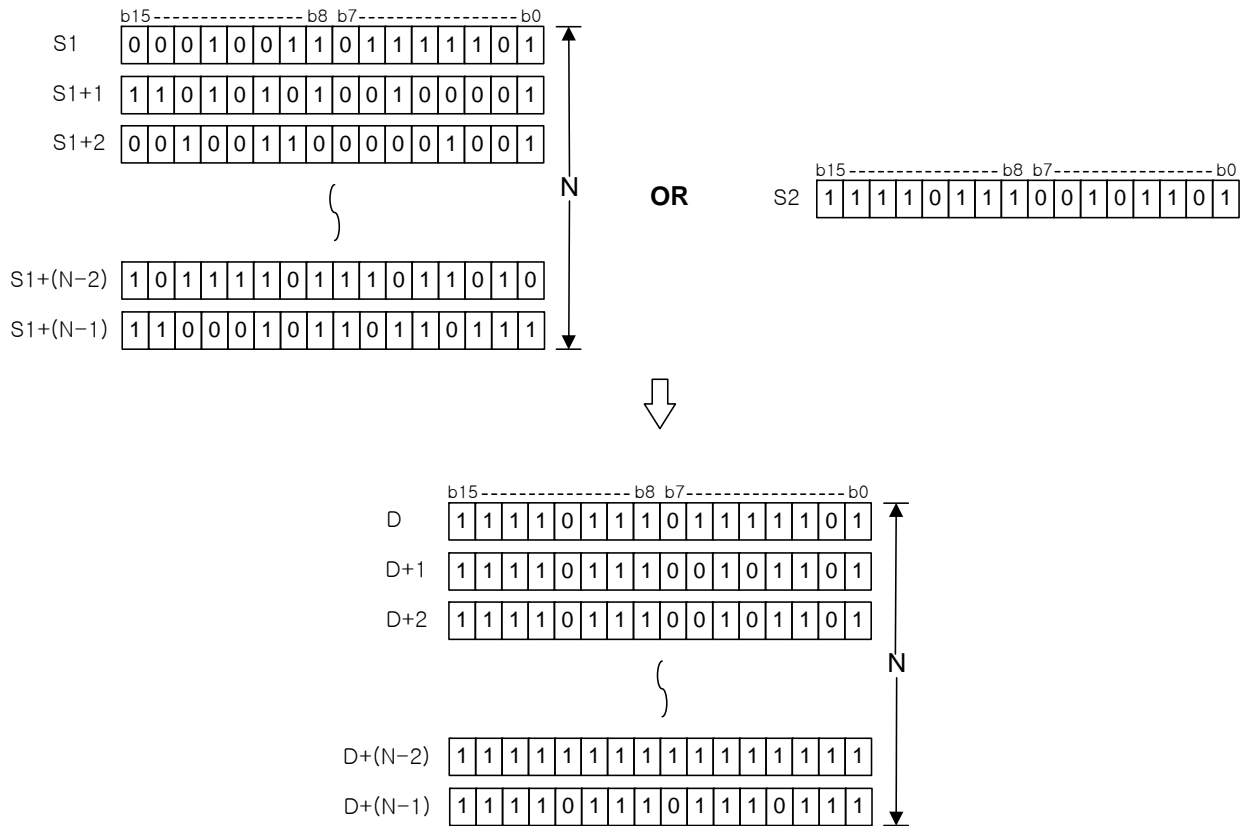 b15 b8 b7 b0
S1 0 0 0 1 0 0 1 1 0 1 1 1 1 1 0 1
S1+1 1 1 0 1 0 1 0 1 0 0 1 0 0 0 0 1
S1+2 0 0 1 0 0 1 1 0 0 0 0 0 1 0 0 1
N
OR
b15 b8 b7 b0
S2 1 1 1 1 0 1 1 1 0 0 1 0 1 1 0 1
S1+(N-2) 1 0 1 1 1 1 0 1 1 1 0 1 1 0 1 0
S1+(N-1) 1 1 0 0 0 1 0 1 1 0 1 1 0 1 1 1
b15 b8 b7 b0
D 1 1 1 1 0 1 1 1 0 1 1 1 1 1 0 1
D+1 1 1 1 1 0 1 1 1 0 0 1 0 1 1 0 1
D+2 1 1 1 1 0 1 1 1 0 0 1 0 1 1 0 1
N
D+(N-2) 1 1 1 1 1 1 1 1 1 1 1 1 1 1 1 1
D+(N-1) 1 1 1 1 0 1 1 1 0 1 1 1 0 1 1 1